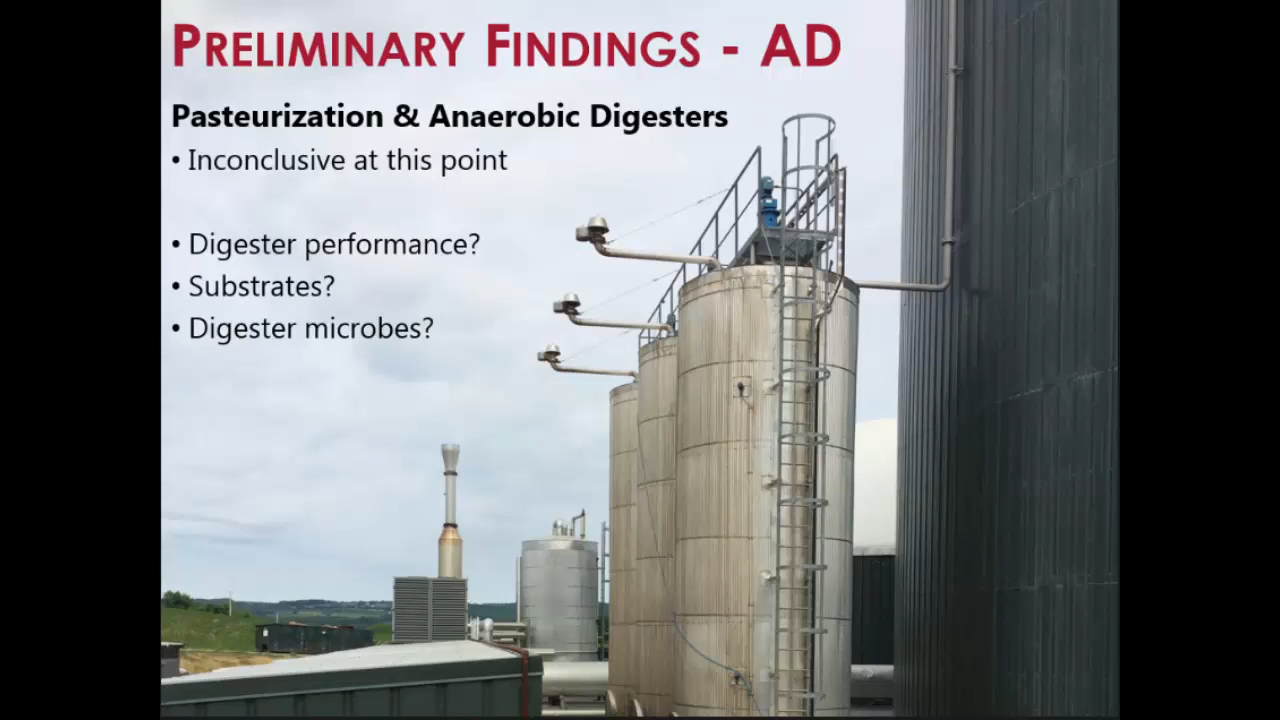 PRELIMINARY FINDINGS - AD
Pasteurization & Anaerobic Digesters
• Inconclusive at this point
• Digester performance?
• Substrates?
• Digester microbes?